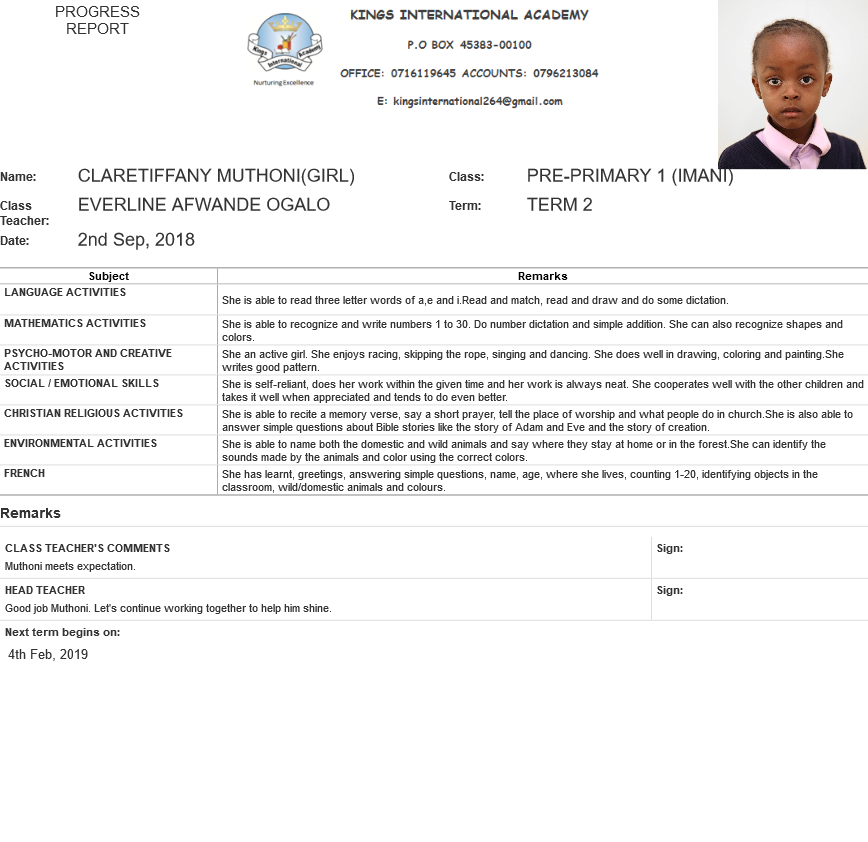 PROGRESS
REPORT
Kings International Academy
Nurturing Excellence
KINGS INTERNATIONAL ACADEMY
P.O BOX 45383-00100
OFFICE: 0716119645 ACCOUNTS: 0796213084
E: kingsinternational264@gmail.com
Name: CLARETIFFANY MUTHONI(GIRL) Class: PRE-PRIMARY 1 (IMANI)
Class Teacher: EVERLINE AFWANDE OGALO Term: TERM 2
Date: 2nd Sep, 2018
Subject Remarks
LANGUAGE ACTIVITIES
She is able to read three letter words of a,e and i.Read and match, read and draw and do some dictation.
MATHEMATICS ACTIVITIES
She is able to recognize and write numbers 1 to 30. Do number dictation and simple addition. She can also recognize shapes and
colors.
PSYCHO-MOTOR AND CREATIVE
ACTIVITIES
She an active girl. She enjoys racing, skipping the rope, singing and dancing. She does well in drawing, coloring and painting.She
writes good pattern.
SOCIAL / EMOTIONAL SKILLS
She is self-reliant, does her work within the given time and her work is always neat. She cooperates well with the other children and
takes it well when appreciated and tends to do even better.
CHRISTIAN RELIGIOUS ACTIVITIES
She is able to recite a memory verse, say a short prayer, tell the place of worship and what people do in church.She is also able to
answer simple questions about Bible stories like the story of Adam and Eve and the story of creation.
ENVIRONMENTAL ACTIVITIES
She is able to name both the domestic and wild animals and say where they stay at home or in the forest.She can identify the
sounds made by the animals and color using the correct colors.
FRENCH
She has learnt, greetings, answering simple questions, name, age, where she lives, counting 1-20, identifying objects in the
classroom, wild/domestic animals and colours.
Remarks
CLASS TEACHER'S COMMENTS Sign:
Muthoni meets expectation.
HEAD TEACHER Sign:
Good job Muthoni. Let's continue working together to help him shine.
Next term begins on:
4th Feb, 2019